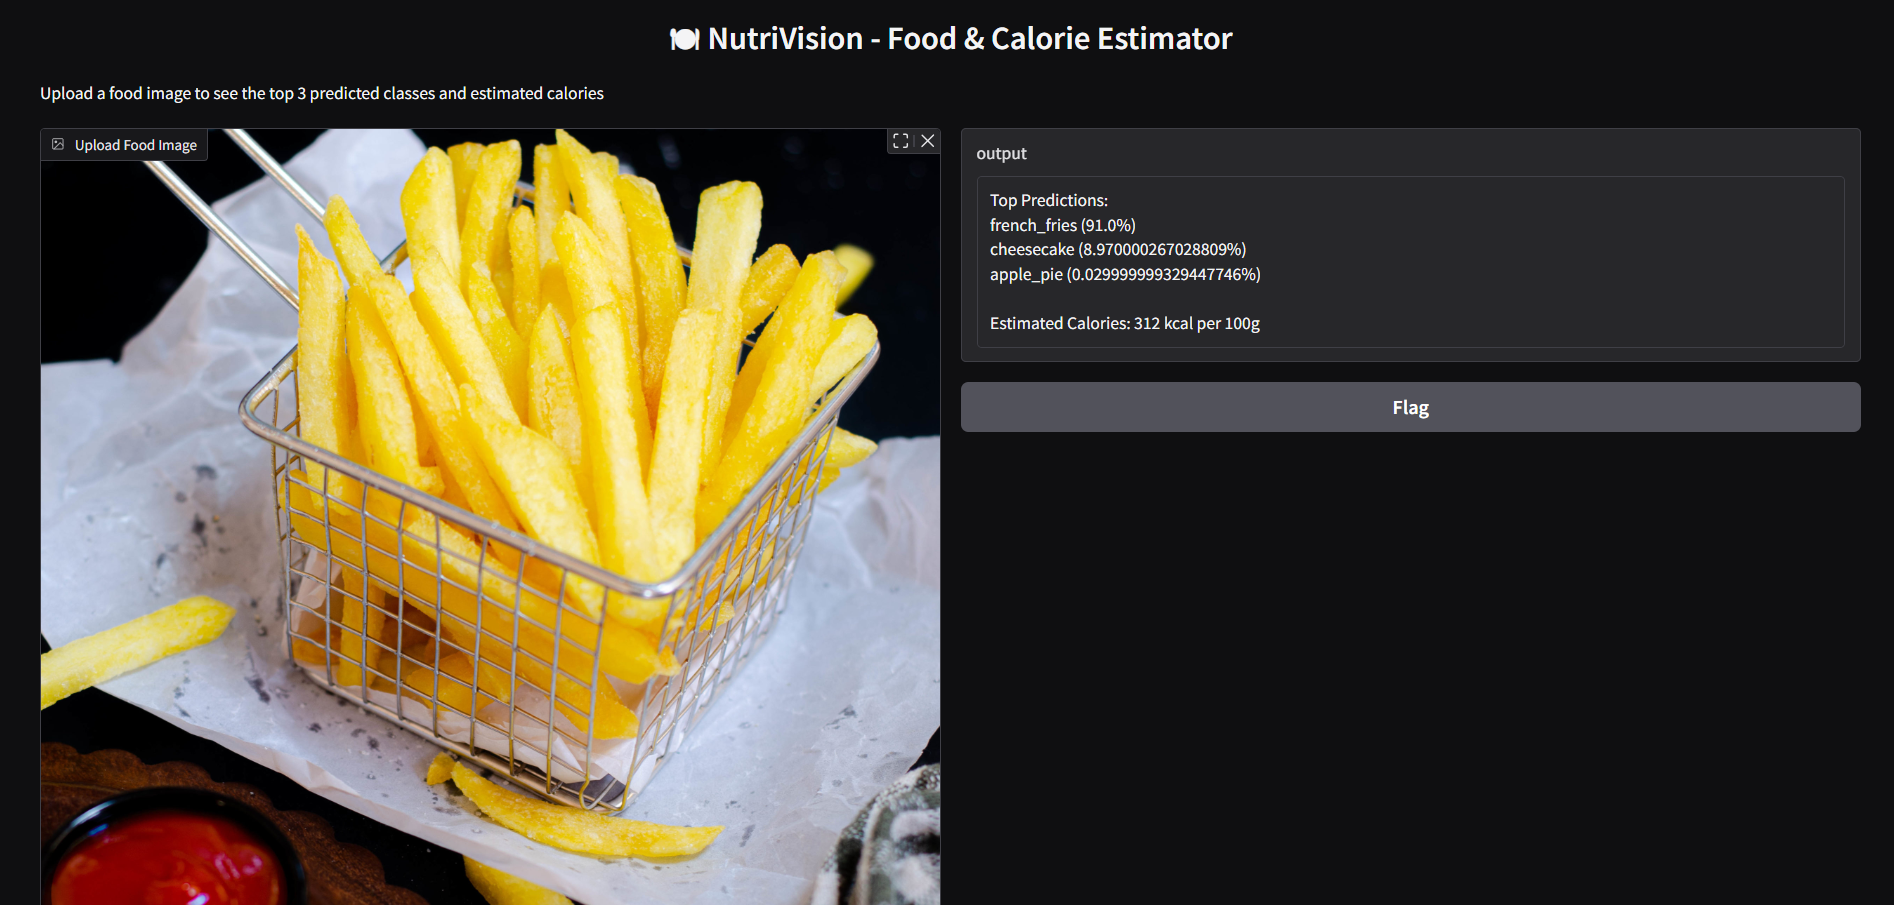 🍽 NutriVision - Food & Calorie Estimator
Upload a food image to see the top 3 predicted classes and estimated calories
Upload Food Image
output
Top Predictions:
french_fries (91.0%)
cheesecake (8.970000267028809%)
apple_pie (0.029999999329447746%)
Estimated Calories: 312 kcal per 100g
Flag